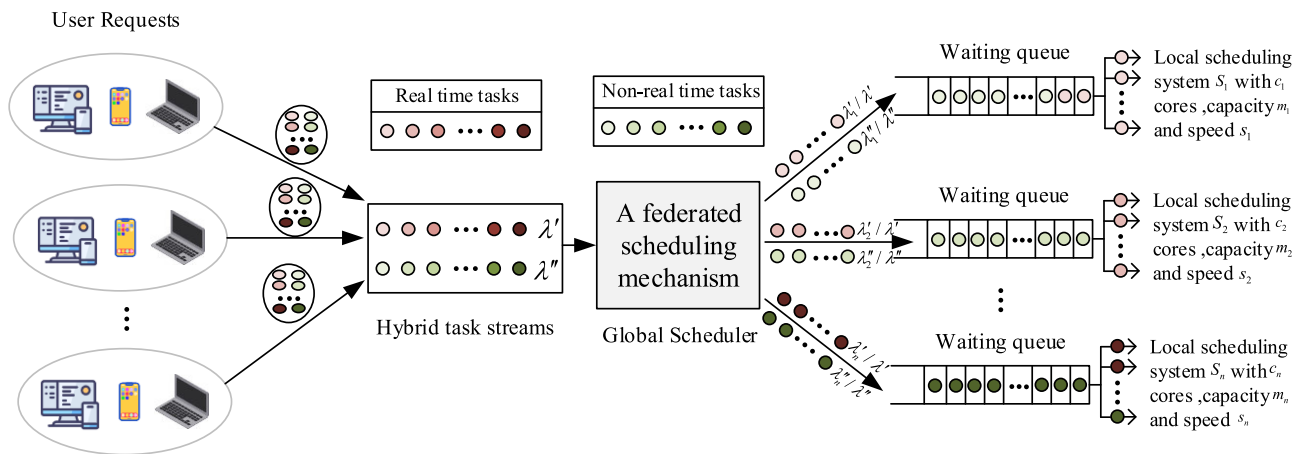 User Requests
Real time tasks
Non-real time tasks
λ′
λ″
Hybrid task streams
A federated
scheduling
mechanism
Global Scheduler
λ′₁ / λ′
λ″₁ / λ″
λ′₂ / λ′
λ″₂ / λ″
λ′ₙ / λ′
λ″ₙ / λ″
Waiting queue
Local scheduling
system S₁ with c₁
cores ,capacity m₁
and speed s₁
Waiting queue
Local scheduling
system S₂ with c₂
cores ,capacity m₂
and speed s₂
Waiting queue
Local scheduling
system Sₙ with cₙ
cores ,capacity mₙ
and speed sₙ